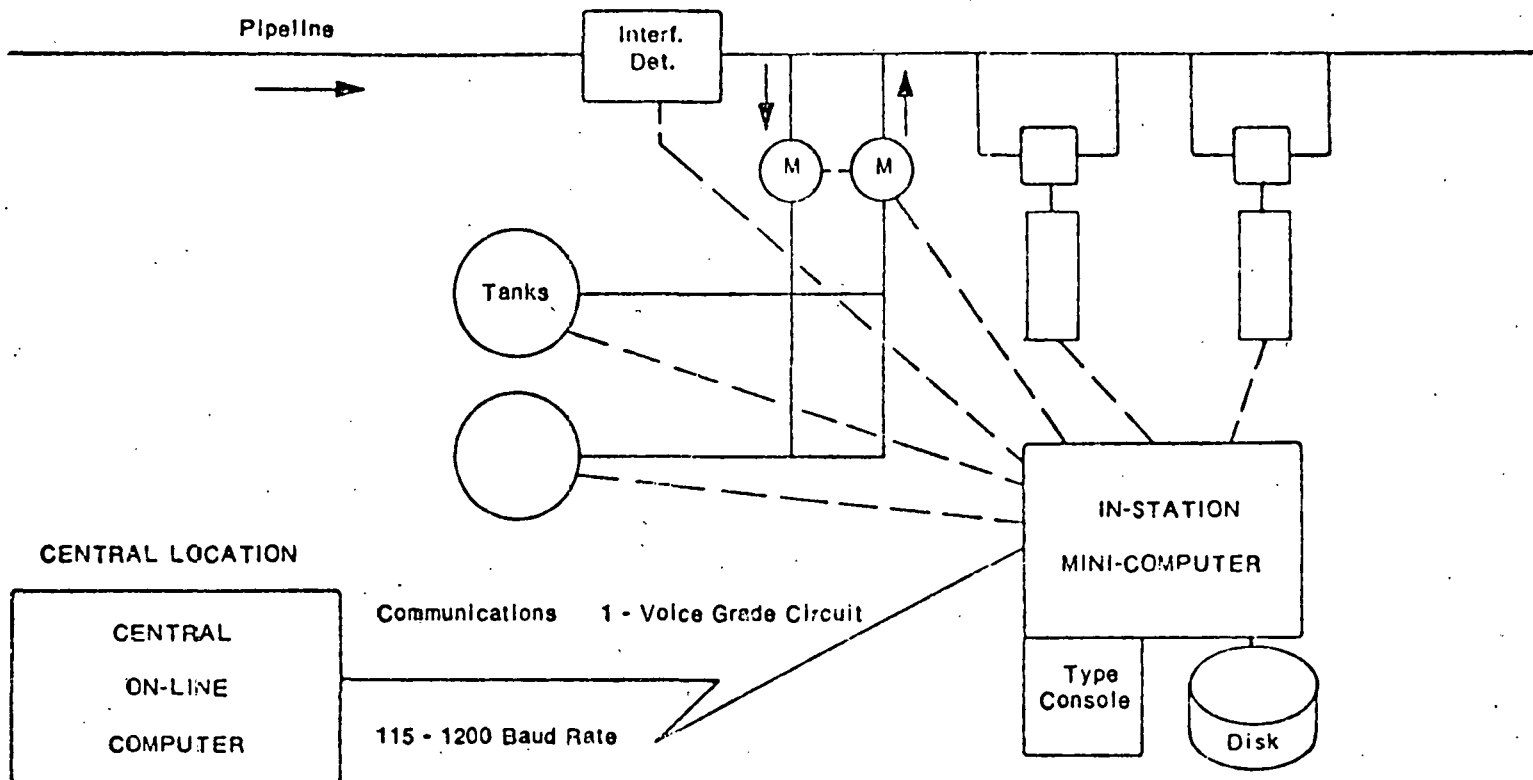 Pipeline
Interf.
Det.
M
M
Tanks
IN-STATION
MINI-COMPUTER
CENTRAL LOCATION
Communications 1 - Voice Grade Circuit
CENTRAL
ON-LINE
COMPUTER
115 - 1200 Baud Rate
Type
Console
Disk